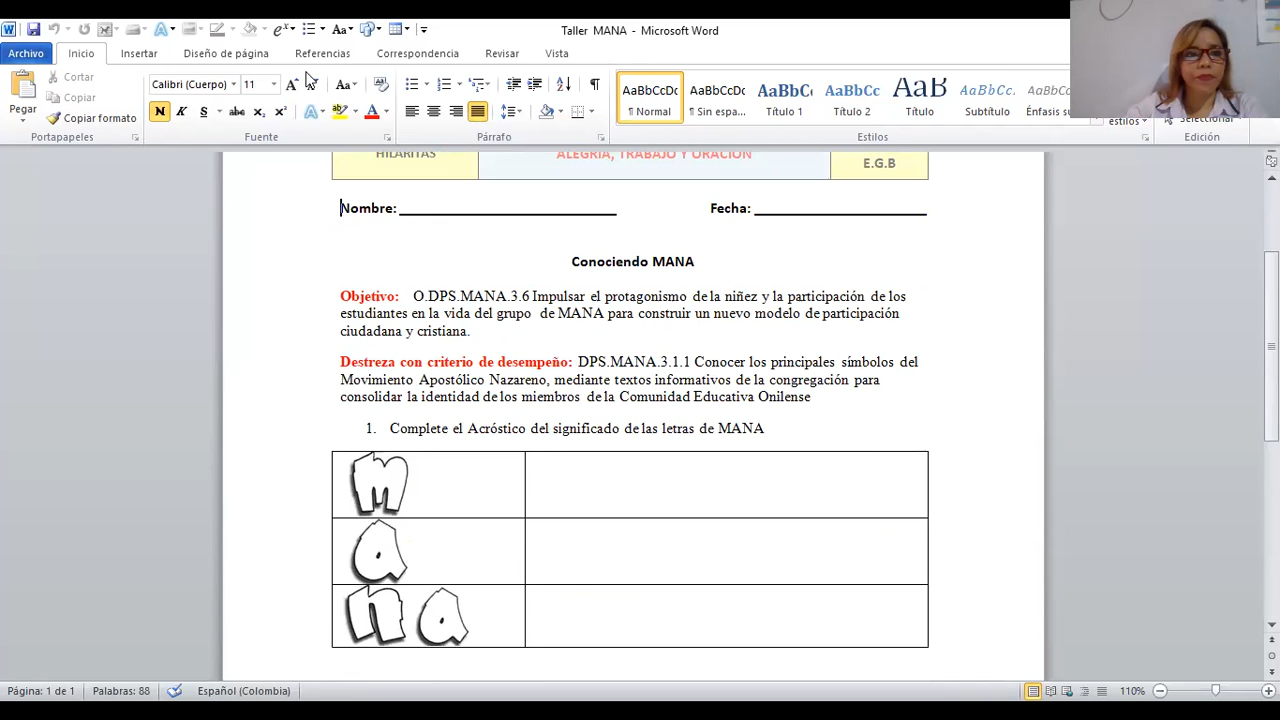 Taller MANA - Microsoft Word
Archivo Inicio Insertar Diseño de página Referencias Correspondencia Revisar Vista
Cortar
Copiar
Copiar formato
Pegar
Portapapeles
Calibri (Cuerpo) 11
Fuente
Párrafo
AaBbCcDc AaBbCcDc AaBbCc AaBbCc AaB AaBbCc AaBbCcDc
¶ Normal ¶ Sin espa... Título 1 Título 2 Título Subtítulo Énfasis sutil
estilos
Seleccionar
Estilos
Edición
HILARITAS ALEGRIA, TRABAJO Y ORACION E.G.B
Nombre: Fecha:
Conociendo MANA
Objetivo: O.DPS.MANA.3.6 Impulsar el protagonismo de la niñez y la participación de los
estudiantes en la vida del grupo de MANA para construir un nuevo modelo de participación
ciudadana y cristiana.
Destreza con criterio de desempeño: DPS.MANA.3.1.1 Conocer los principales símbolos del
Movimiento Apostólico Nazareno, mediante textos informativos de la congregación para
consolidar la identidad de los miembros de la Comunidad Educativa Onilense
1. Complete el Acróstico del significado de las letras de MANA
m
a
n a
Página: 1 de 1 Palabras: 88 Español (Colombia) 110%